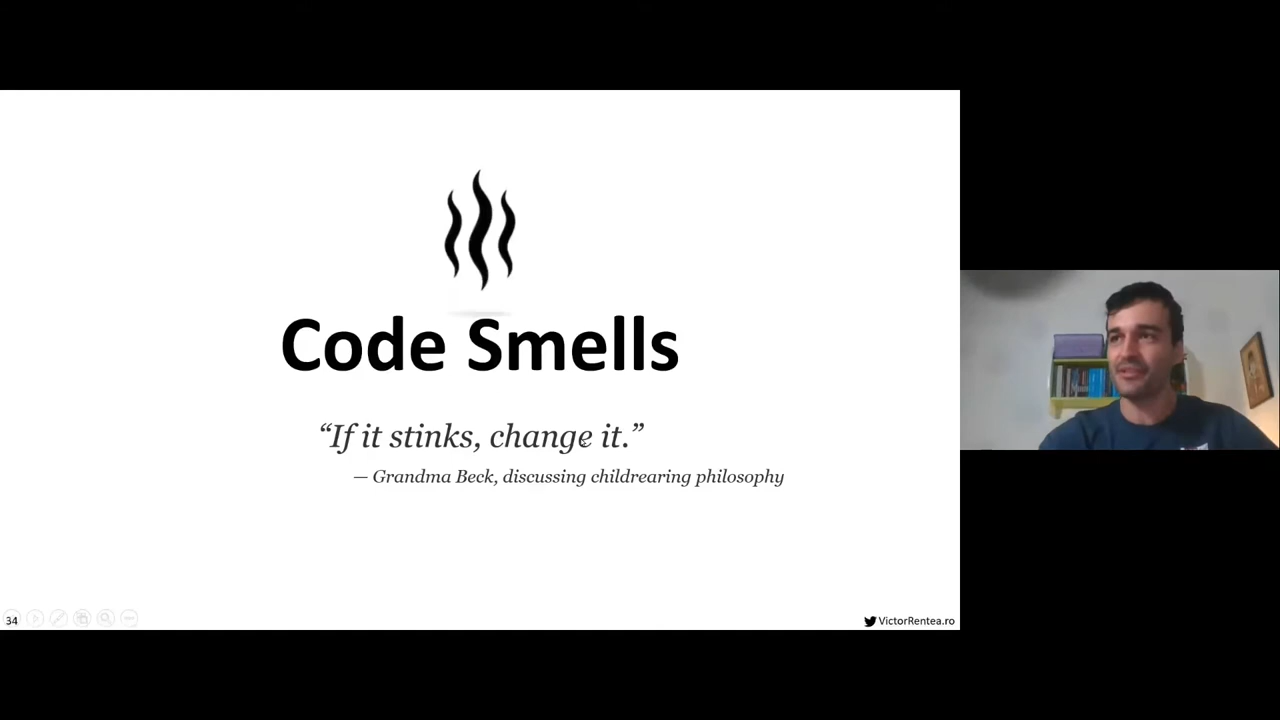 Code Smells
“If it stinks, change it.”
— Grandma Beck, discussing childrearing philosophy
34
VictorRentea.ro